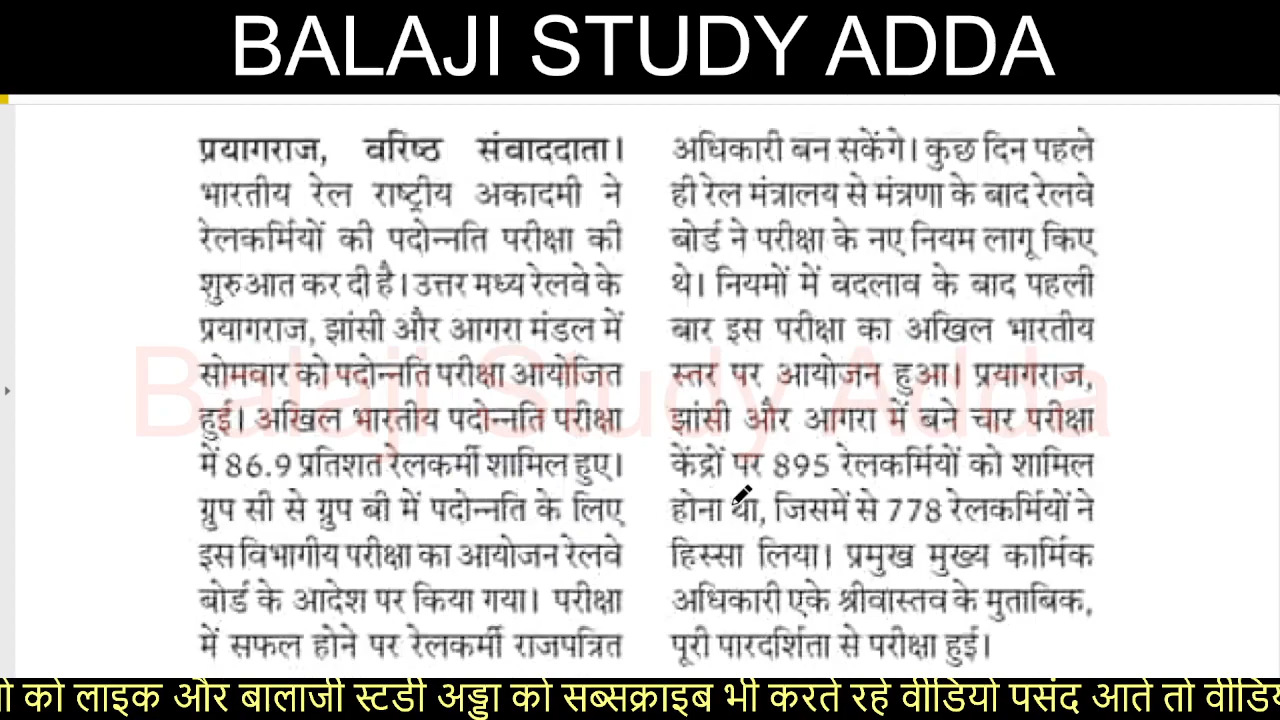 BALAJI STUDY ADDA
प्रयागराज, वरिष्ठ संवाददाता।
भारतीय रेल राष्ट्रीय अकादमी ने
रेलकर्मियों की पदोन्नति परीक्षा की
शुरुआत कर दी है। उत्तर मध्य रेलवे के
प्रयागराज, झांसी और आगरा मंडल में
सोमवार को पदोन्नति परीक्षा आयोजित
हुई। अखिल भारतीय पदोन्नति परीक्षा
में 86.9 प्रतिशत रेलकर्मी शामिल हुए।
ग्रुप सी से ग्रुप बी में पदोन्नति के लिए
इस विभागीय परीक्षा का आयोजन रेलवे
बोर्ड के आदेश पर किया गया। परीक्षा
में सफल होने पर रेलकर्मी राजपत्रित
अधिकारी बन सकेंगे। कुछ दिन पहले
ही रेल मंत्रालय से मंत्रणा के बाद रेलवे
बोर्ड ने परीक्षा के नए नियम लागू किए
थे। नियमों में बदलाव के बाद पहली
बार इस परीक्षा का अखिल भारतीय
स्तर पर आयोजन हुआ। प्रयागराज,
झांसी और आगरा में बने चार परीक्षा
केंद्रों पर 895 रेलकर्मियों को शामिल
होना था, जिसमें से 778 रेलकर्मियों ने
हिस्सा लिया। प्रमुख मुख्य कार्मिक
अधिकारी एके श्रीवास्तव के मुताबिक,
पूरी पारदर्शिता से परीक्षा हुई।
Balaji Study Adda
को लाइक और बालाजी स्टडी अड्डा को सब्सक्राइब भी करते रहे वीडियो पसंद आते तो